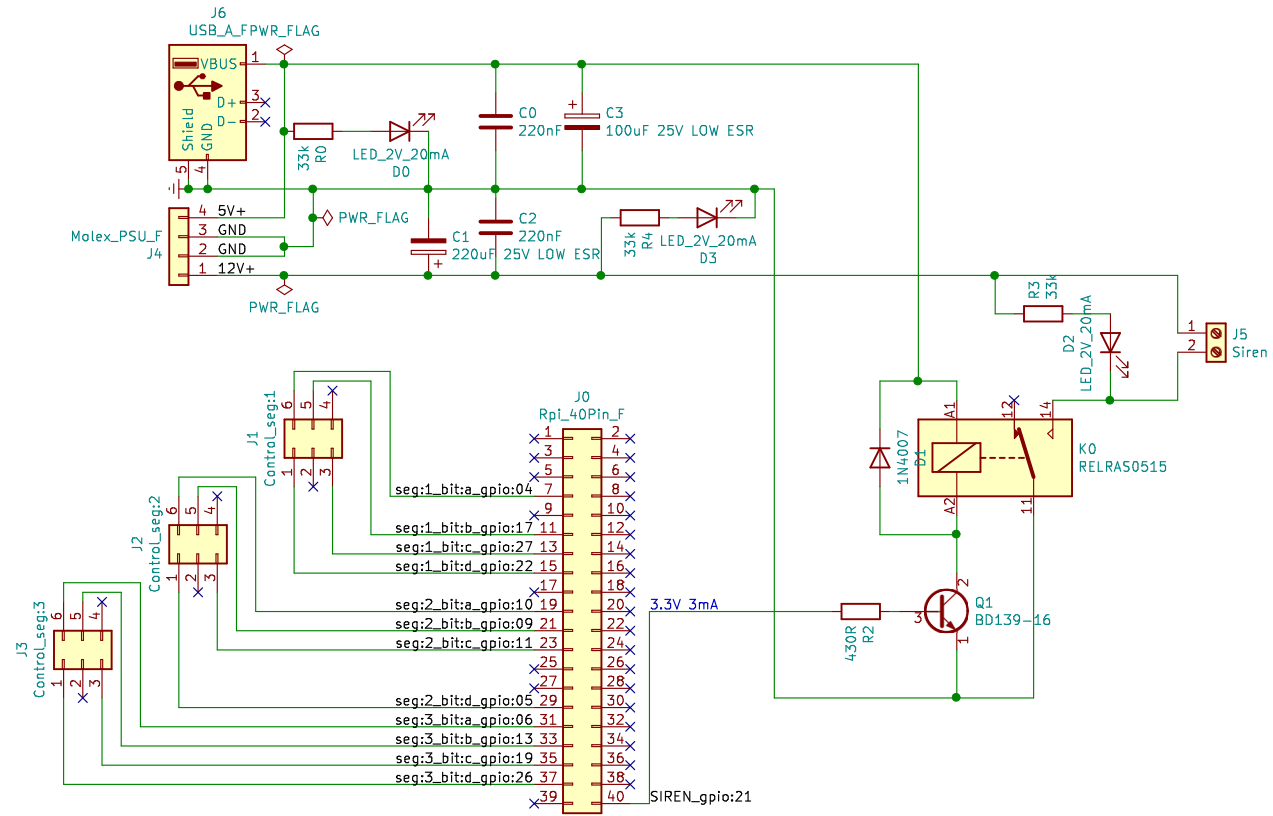 J6
USB_A_F
PWR_FLAG
VBUS 1
D+ 3
D- 2
Shield
GND
5
4
33k
R0
LED_2V_20mA
D0
C0
220nF
C3
100uF 25V LOW ESR
+
Molex_PSU_F
J4
4 5V+
3 GND
2 GND
1 12V+
PWR_FLAG
PWR_FLAG
C1
220uF 25V LOW ESR
+
C2
220nF
33k
R4
LED_2V_20mA
D3
R3
33k
D2
LED_2V_20mA
1
2
J5
Siren
J1
Control_seg:1
6 5 4
1 2 3
J2
Control_seg:2
6 5 4
1 2 3
J3
Control_seg:3
6 5 4
1 2 3
J0
Rpi_40Pin_F
1 2
3 4
5 6
seg:1_bit:a_gpio:04 7 8
9 10
seg:1_bit:b_gpio:17 11 12
seg:1_bit:c_gpio:27 13 14
seg:1_bit:d_gpio:22 15 16
17 18
seg:2_bit:a_gpio:10 19 20
seg:2_bit:b_gpio:09 21 22
seg:2_bit:c_gpio:11 23 24
25 26
27 28
seg:2_bit:d_gpio:05 29 30
seg:3_bit:a_gpio:06 31 32
seg:3_bit:b_gpio:13 33 34
seg:3_bit:c_gpio:19 35 36
seg:3_bit:d_gpio:26 37 38
39 40
SIREN_gpio:21
3.3V 3mA
430R
R2
1N4007
D1
A1
A2
12
14
11
K0
RELRAS0515
Q1
BD139-16
2
3
1